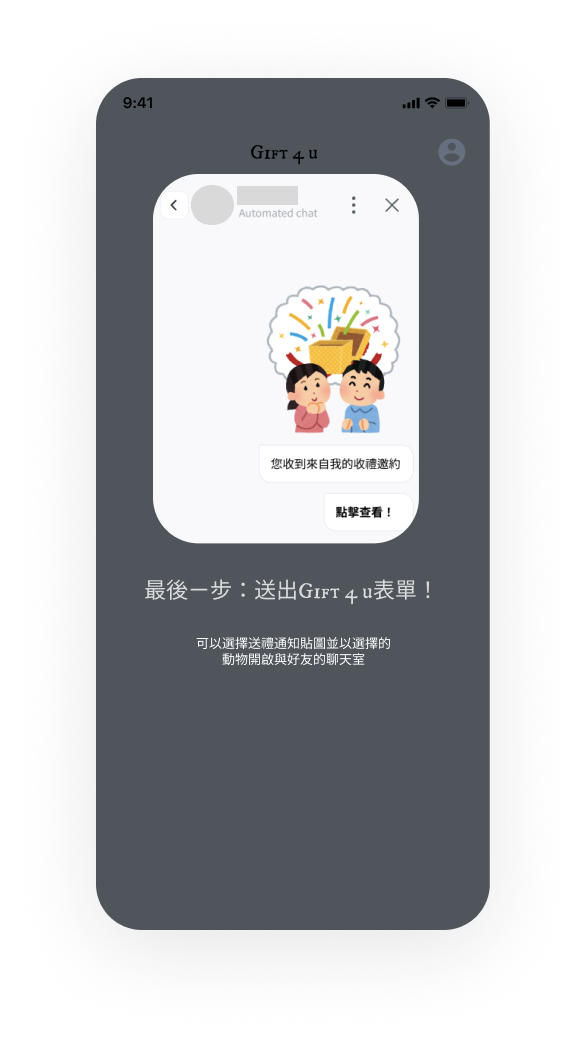 9:41
Gift 4 u
Automated chat
您收到來自我的收禮邀約
點擊查看！
最後一步：送出Gift 4 u表單！
可以選擇送禮通知貼圖並以選擇的
動物開啟與好友的聊天室